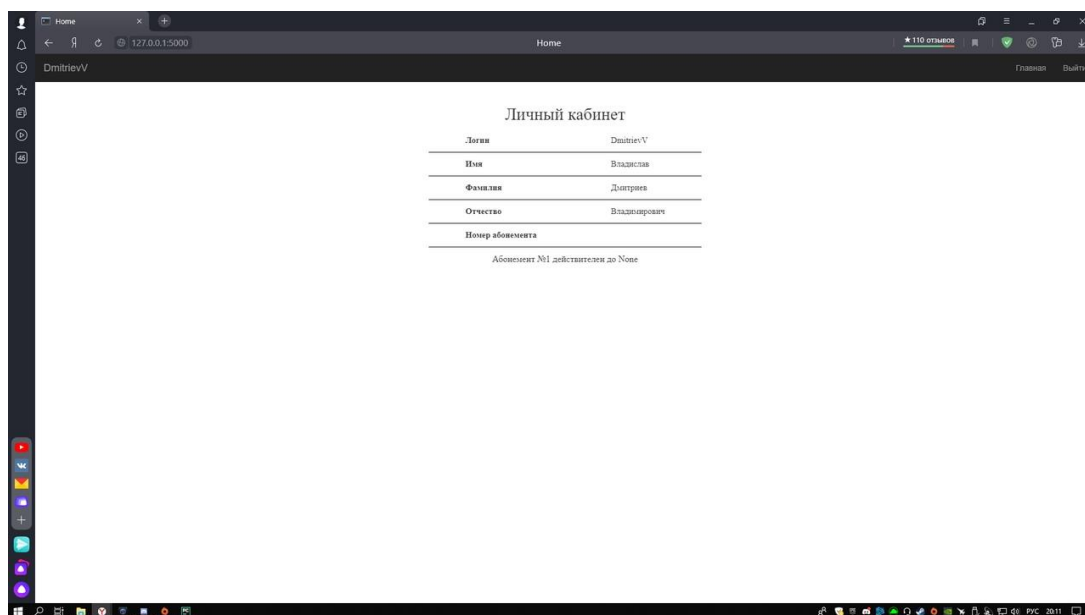 Home
127.0.0.1:5000
Home
★ 110 отзывов
DmitrievV
Главная
Выйти
Личный кабинет
Логин DmitrievV
Имя Владислав
Фамилия Дмитриев
Отчество Владимирович
Номер абонемента
Абонемент №1 действителен до None
46
РУС 20:11